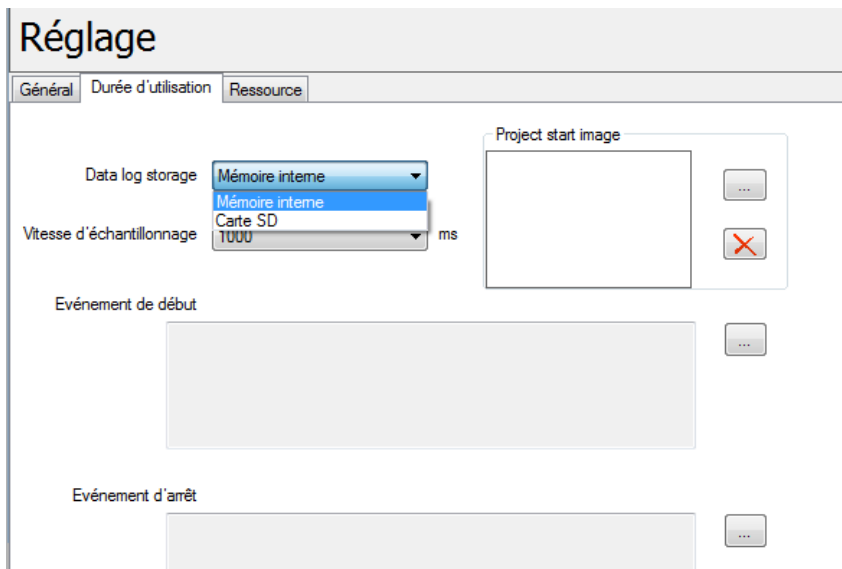 Réglage
Général Durée d'utilisation Ressource
Project start image
Data log storage Mémoire interne ...
Mémoire interne
Carte SD
Vitesse d'échantillonnage 1000 ms
Evénement de début
...
Evénement d'arrêt
...